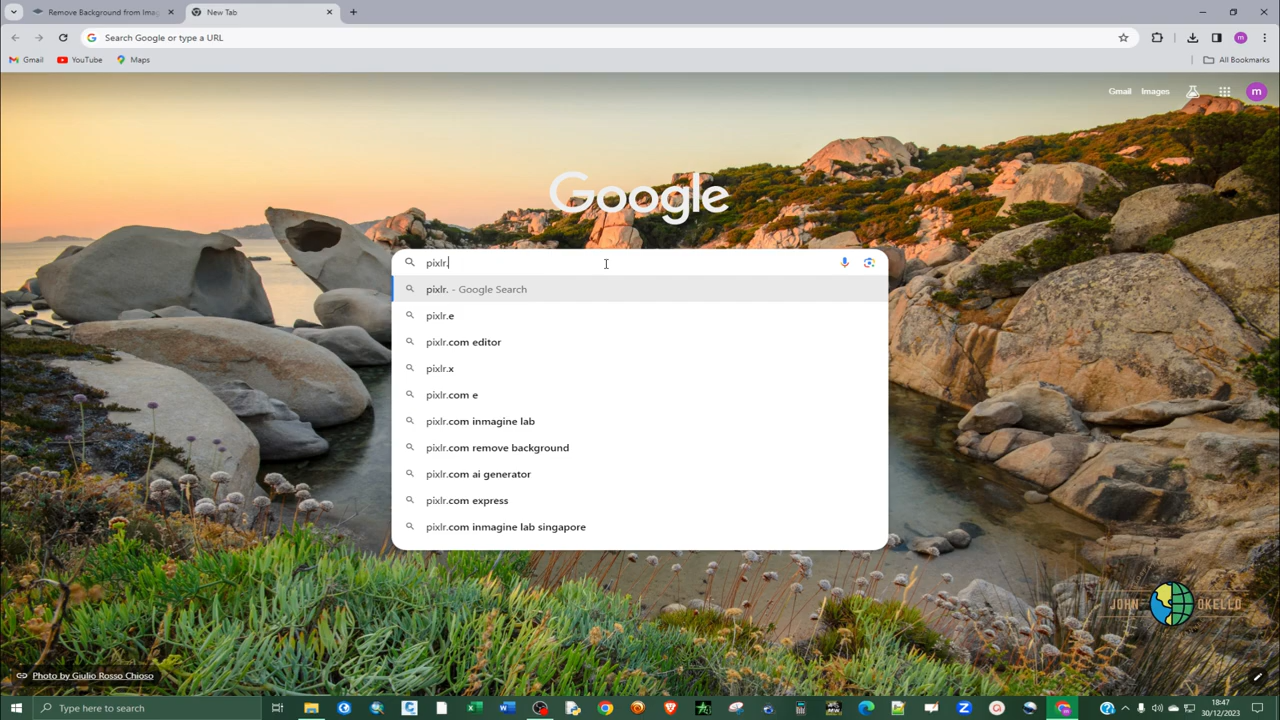 Remove Background from Imag
New Tab
Search Google or type a URL
Gmail
YouTube
Maps
All Bookmarks
m
Gmail
Images
m
Google
pixlr.
pixlr. - Google Search
pixlr.e
pixlr.com editor
pixlr.x
pixlr.com e
pixlr.com inmagine lab
pixlr.com remove background
pixlr.com ai generator
pixlr.com express
pixlr.com inmagine lab singapore
JOHN OKELLO
Photo by Giulio Rosso Chioso
Type here to search
18:47
30/12/2023